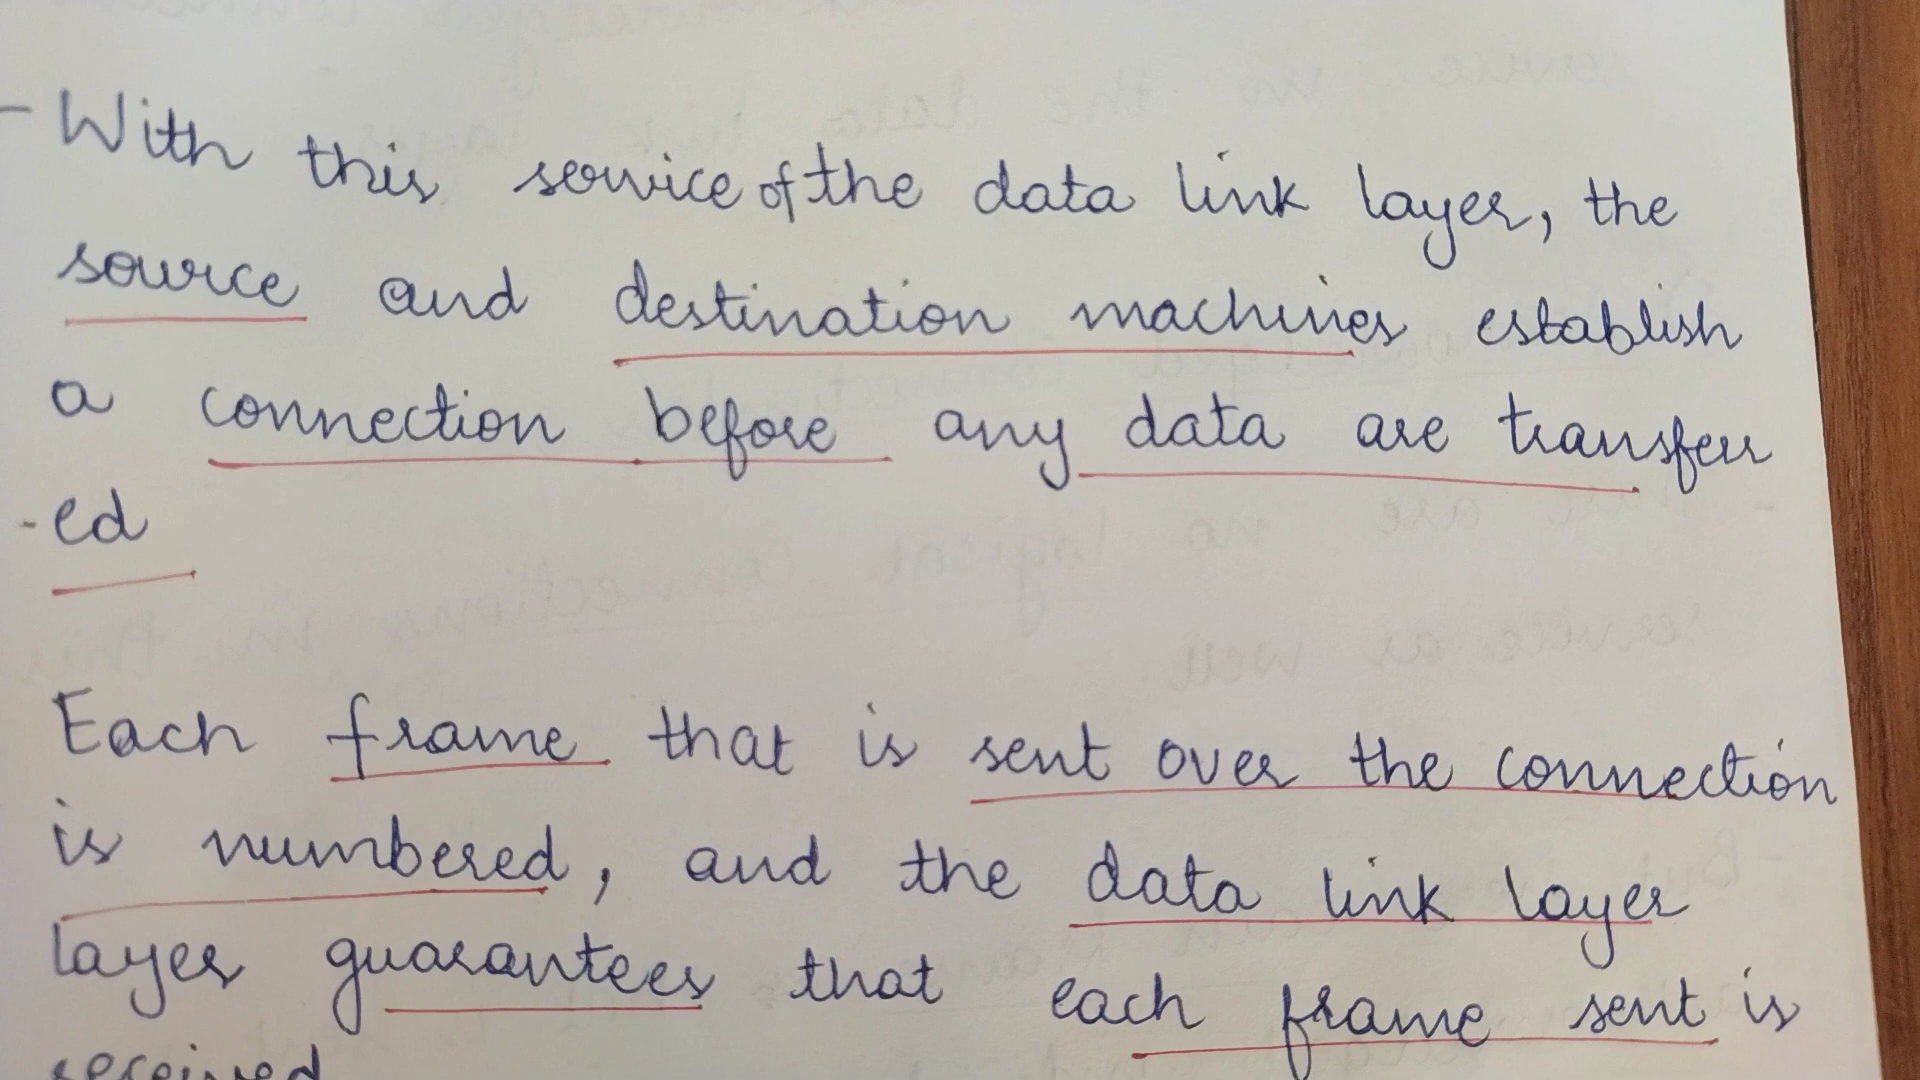 - With this service of the data link layer, the
source and destination machines establish
a connection before any data are transferr
-ed
Each frame that is sent over the connection
is numbered, and the data link layer
layer guarantees that each frame sent is
received